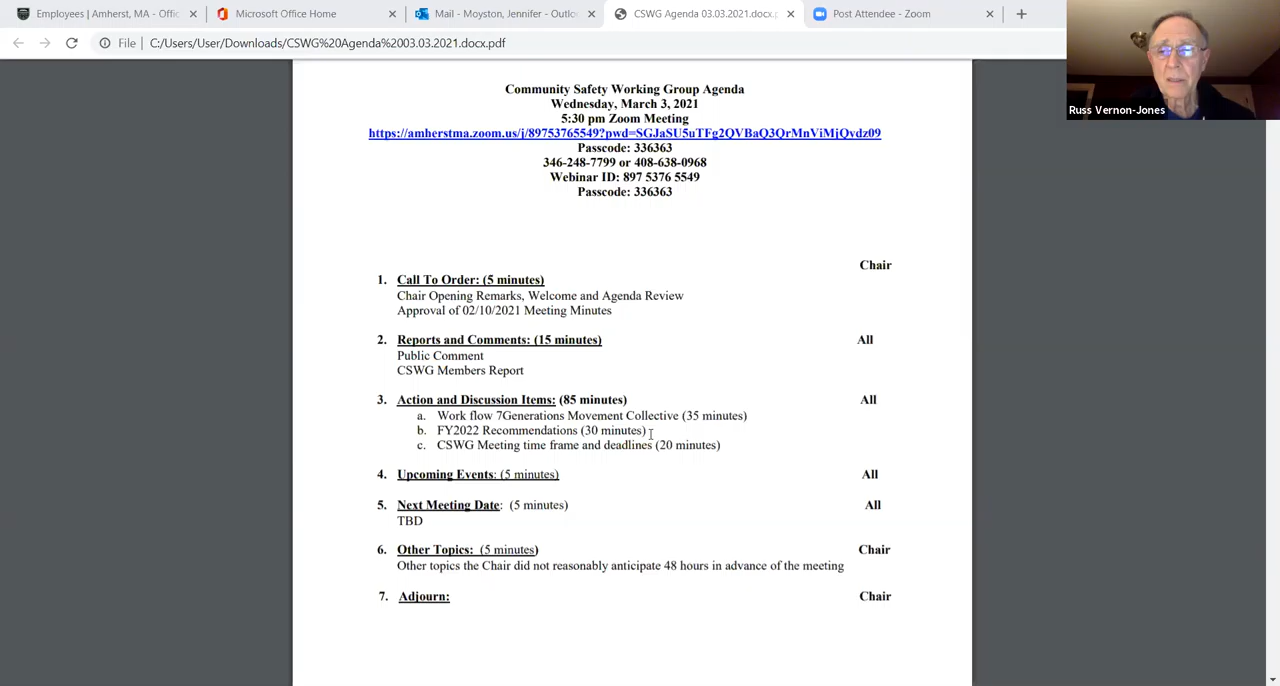 Employees | Amherst, MA - Offic
Microsoft Office Home
Mail - Moyston, Jennifer - Outlo
CSWG Agenda 03.03.2021.docx.p
Post Attendee - Zoom
File
C:/Users/User/Downloads/CSWG%20Agenda%2003.03.2021.docx.pdf
Russ Vernon-Jones
Community Safety Working Group Agenda
Wednesday, March 3, 2021
5:30 pm Zoom Meeting
https://amherstma.zoom.us/j/89753765549?pwd=SGJaSU5uTFg2QVBaQ3QrMnViMjQvdz09
Passcode: 336363
346-248-7799 or 408-638-0968
Webinar ID: 897 5376 5549
Passcode: 336363
Chair
1. Call To Order: (5 minutes)
Chair Opening Remarks, Welcome and Agenda Review
Approval of 02/10/2021 Meeting Minutes
2. Reports and Comments: (15 minutes) All
Public Comment
CSWG Members Report
3. Action and Discussion Items: (85 minutes) All
a. Work flow 7Generations Movement Collective (35 minutes)
b. FY2022 Recommendations (30 minutes)
c. CSWG Meeting time frame and deadlines (20 minutes)
4. Upcoming Events: (5 minutes) All
5. Next Meeting Date: (5 minutes) All
TBD
6. Other Topics: (5 minutes) Chair
Other topics the Chair did not reasonably anticipate 48 hours in advance of the meeting
7. Adjourn: Chair